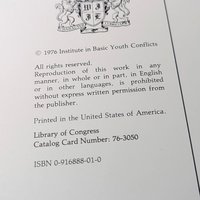 © 1976 Institute in Basic Youth Conflicts
All rights reserved.
Reproduction of this work in any
manner, in whole or in part, in English
or in other languages, is prohibited
without express written permission from
the publisher.
Printed in the United States of America.
Library of Congress
Catalog Card Number: 76-3050
ISBN 0-916888-01-0